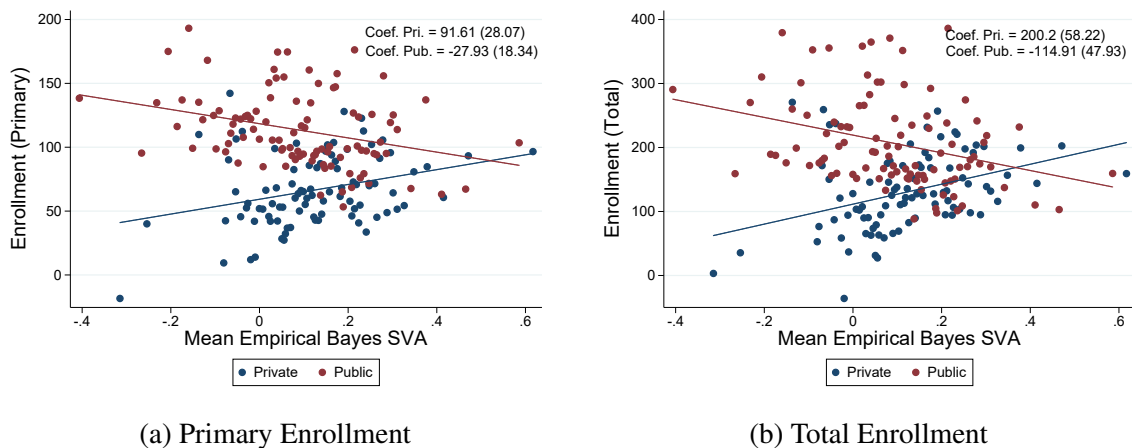 Coef. Pri. = 91.61 (28.07)
Coef. Pub. = -27.93 (18.34)
Enrollment (Primary)
200
150
100
50
0
-.4 -.2 0 .2 .4 .6
Mean Empirical Bayes SVA
Private Public
(a) Primary Enrollment
Coef. Pri. = 200.2 (58.22)
Coef. Pub. = -114.91 (47.93)
Enrollment (Total)
400
300
200
100
0
-.4 -.2 0 .2 .4 .6
Mean Empirical Bayes SVA
Private Public
(b) Total Enrollment